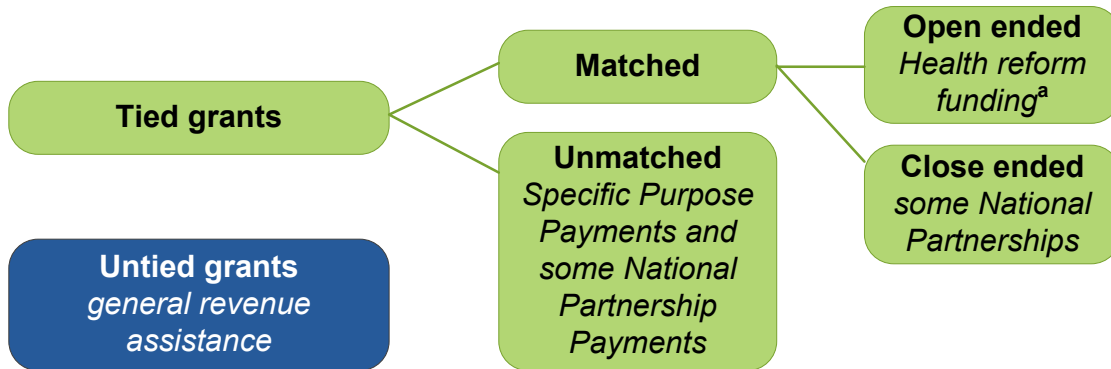 Tied grants
Untied grants
general revenue
assistance
Matched
Unmatched
Specific Purpose
Payments and
some National
Partnership
Payments
Open ended
Health reform
fundingᵃ
Close ended
some National
Partnerships